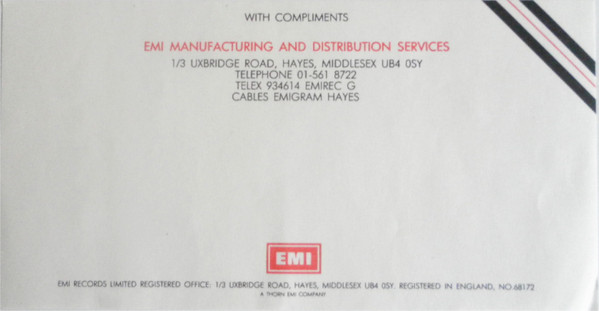 WITH COMPLIMENTS
EMI MANUFACTURING AND DISTRIBUTION SERVICES
1/3 UXBRIDGE ROAD, HAYES, MIDDLESEX UB4 0SY
TELEPHONE 01-561 8722
TELEX 934614 EMIREC G
CABLES EMIGRAM HAYES
EMI
EMI RECORDS LIMITED REGISTERED OFFICE: 1/3 UXBRIDGE ROAD, HAYES, MIDDLESEX UB4 0SY. REGISTERED IN ENGLAND, NO.68172
A THORN EMI COMPANY